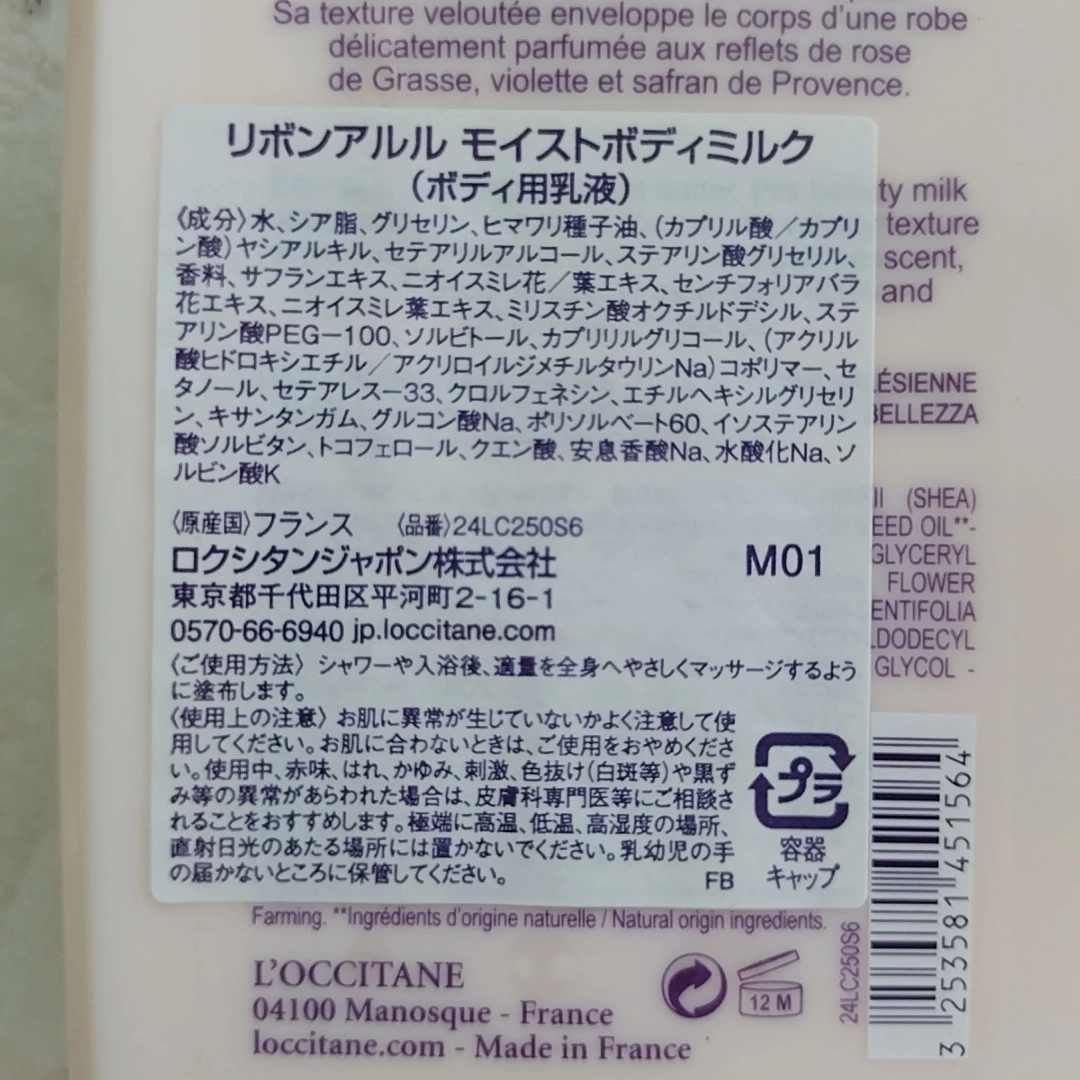 Sa texture veloutée enveloppe le corps d'une robe
délicatement parfumée aux reflets de rose
de Grasse, violette et safran de Provence.
リボンアルル モイストボディミルク
（ボディ用乳液）
〈成分〉水、シア脂、グリセリン、ヒマワリ種子油、（カプリル酸／カプリ
ン酸）ヤシアルキル、セテアリルアルコール、ステアリン酸グリセリル、
香料、サフランエキス、ニオイスミレ花／葉エキス、センチフォリアバラ
花エキス、ニオイスミレ葉エキス、ミリスチン酸オクチルドデシル、ステ
アリン酸PEG－100、ソルビトール、カプリリルグリコール、（アクリル
酸ヒドロキシエチル／アクリロイルジメチルタウリンNa）コポリマー、セ
タノール、セテアレス－33、クロルフェネシン、エチルヘキシルグリセリ
ン、キサンタンガム、グルコン酸Na、ポリソルベート60、イソステアリン
酸ソルビタン、トコフェロール、クエン酸、安息香酸Na、水酸化Na、ソ
ルビン酸K
〈原産国〉フランス 〈品番〉24LC250S6
ロクシタンジャポン株式会社 M01
東京都千代田区平河町2-16-1
0570-66-6940 jp.loccitane.com
〈ご使用方法〉 シャワーや入浴後、適量を全身へやさしくマッサージするよう
に塗布します。
〈使用上の注意〉 お肌に異常が生じていないかよく注意して使
用してください。お肌に合わないときは、ご使用をおやめくださ
い。使用中、赤味、はれ、かゆみ、刺激、色抜け（白斑等）や黒ず
み等の異常があらわれた場合は、皮膚科専門医等にご相談さ
れることをおすすめします。極端に高温、低温、高湿度の場所、
直射日光のあたる場所には置かないでください。乳幼児の手
の届かないところに保管してください。 FB
プラ
容器
キャップ
ty milk
texture
scent,
and
ÉSIENNE
BELLEZZA
II (SHEA)
EED OIL**-
GLYCERYL
FLOWER
ENTIFOLIA
LDODECYL
GLYCOL -
Farming. **Ingrédients d'origine naturelle / Natural origin ingredients.
L'OCCITANE
04100 Manosque - France
loccitane.com - Made in France
12 M
24LC250S6
3 253581 451564